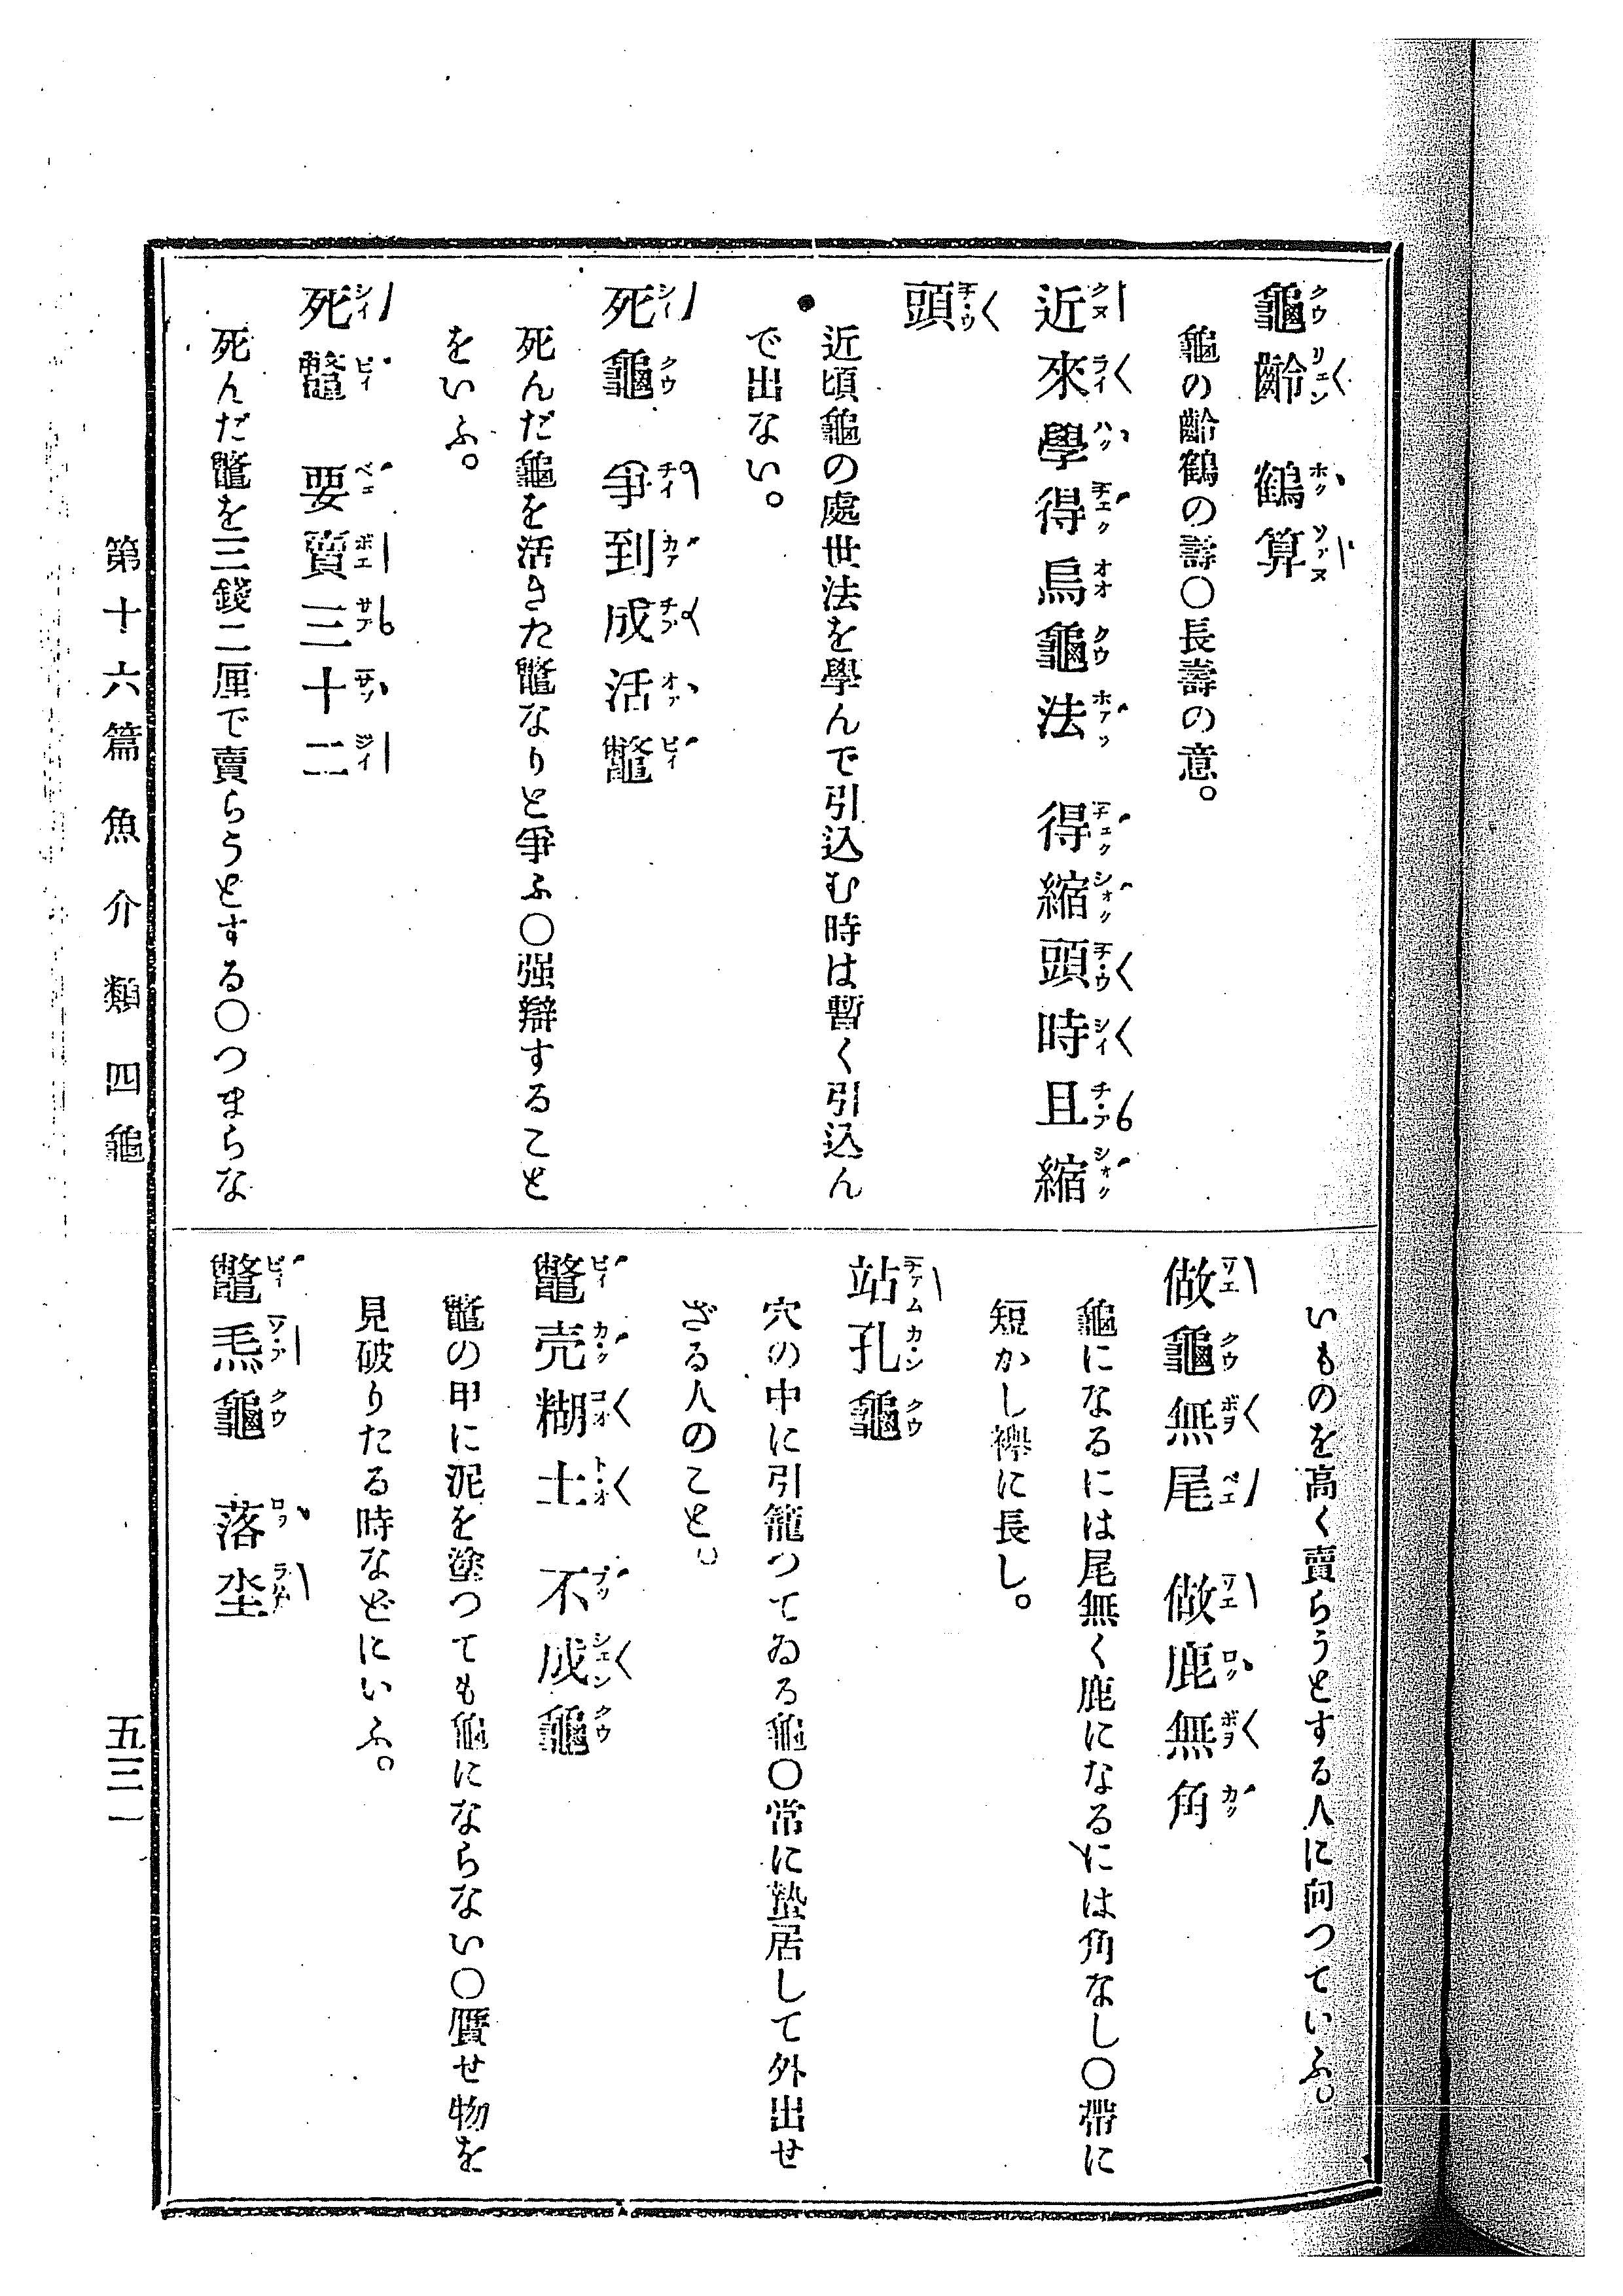 龜齡　鶴算
龜の齡鶴の壽〇長壽の意。
近來學得烏龜法　得縮頭時且縮
頭
近頃龜の處世法を學んで引込む時は暫く引込ん
で出ない。
死龜　爭到成活鼈
死んだ龜を活きた鼈なりと爭ふ〇强辯すること
をいふ。
死鼈　要賣三十二
死んだ鼈を三錢二厘で賣らうとする〇つまらな
いものを高く賣らうとする人に向つていふ。
做龜無尾　做鹿無角
龜になるには尾無く鹿になるには角なし〇帶に
短かし襷に長し。
站孔龜
穴の中に引籠つてゐる龜〇常に蟄居して外出せ
ざる人のこと。
鼈壳糊土　不成龜
鼈の甲に泥を塗つても龜にならない〇贋せ物を
見破りたる時などにいふ。
鼈炁龜　落坔
第十六篇　魚介類　四龜
五三一